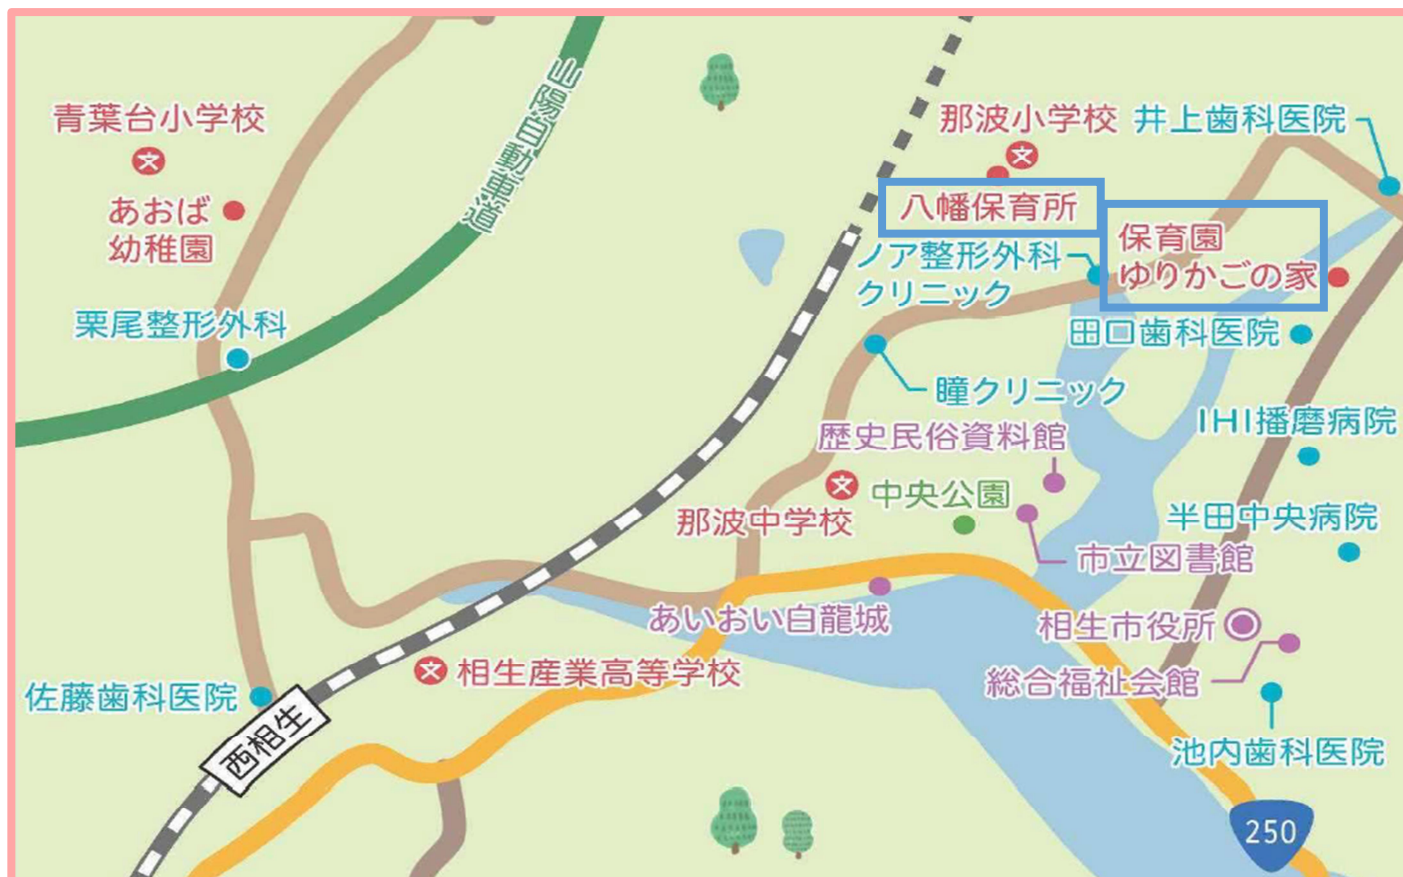 山陽自動車道
青葉台小学校
文
あおば
幼稚園
栗尾整形外科
那波小学校
文
井上歯科医院
八幡保育所
保育園
ゆりかごの家
ノア整形外科
クリニック
田口歯科医院
瞳クリニック
IHI播磨病院
歴史民俗資料館
文
中央公園
那波中学校
半田中央病院
市立図書館
あいおい白龍城
相生市役所
文
相生産業高等学校
総合福祉会館
佐藤歯科医院
西相生
池内歯科医院
250